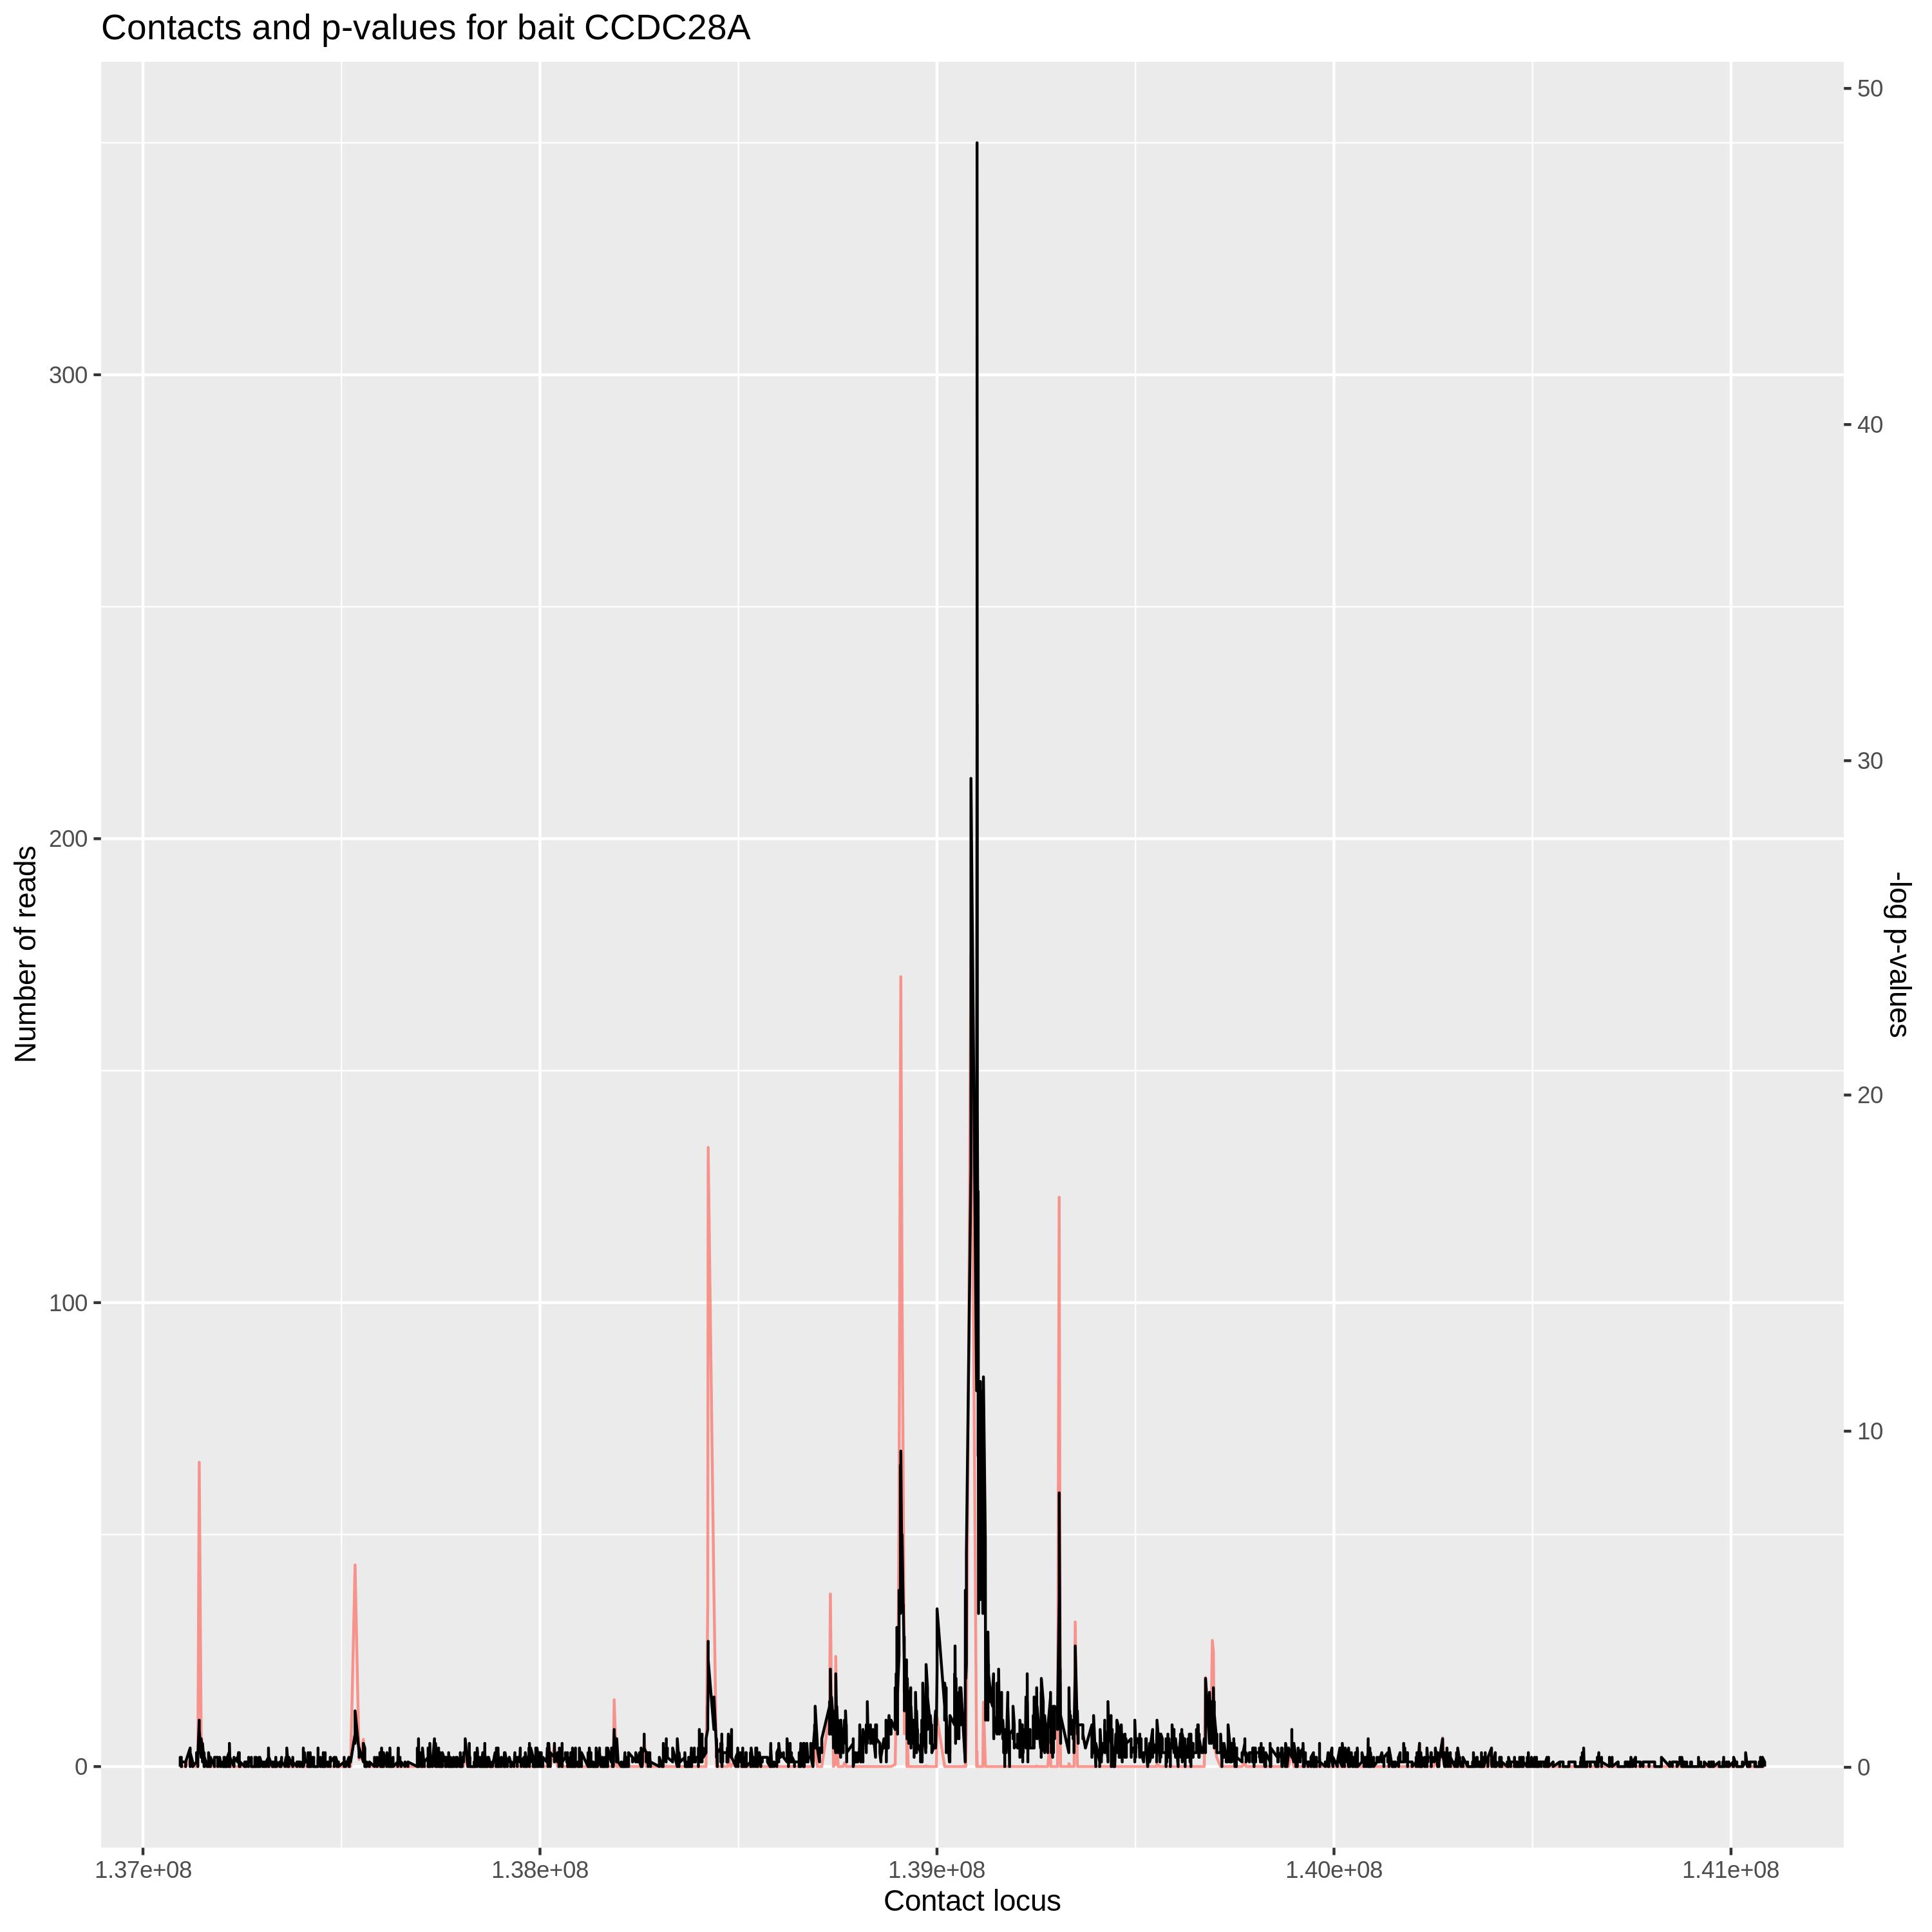 Contacts and p-values for bait CCDC28A
Number of reads
300
200
100
0
50
40
30
20
10
0
-log p-values
1.37e+08 1.38e+08 1.39e+08 1.40e+08 1.41e+08
Contact locus